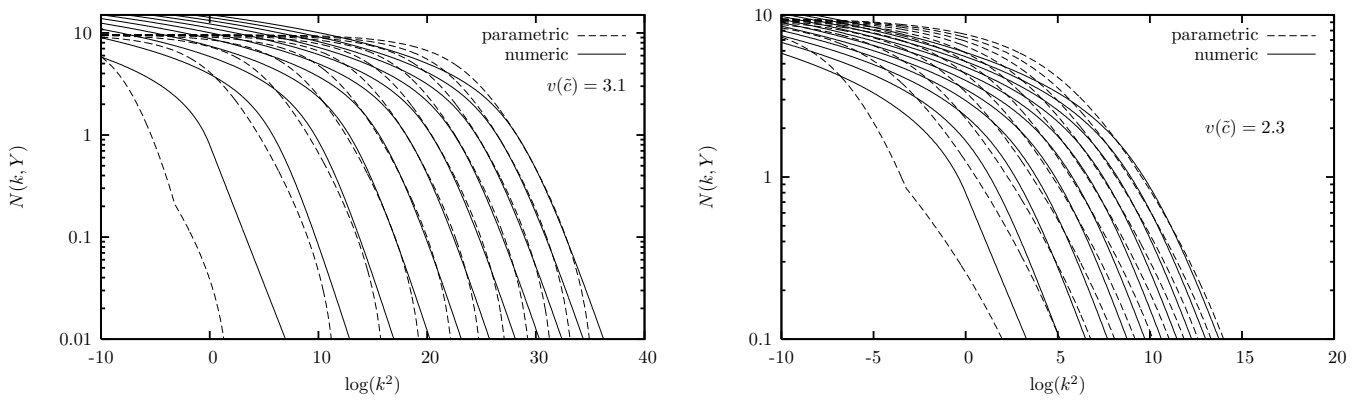 10
1
0.1
0.01
-10
0
10
20
30
40
N(k, Y)
log(k²)
parametric
numeric
v(c̃) = 3.1
10
1
0.1
-10
-5
0
5
10
15
20
N(k, Y)
log(k²)
parametric
numeric
v(c̃) = 2.3